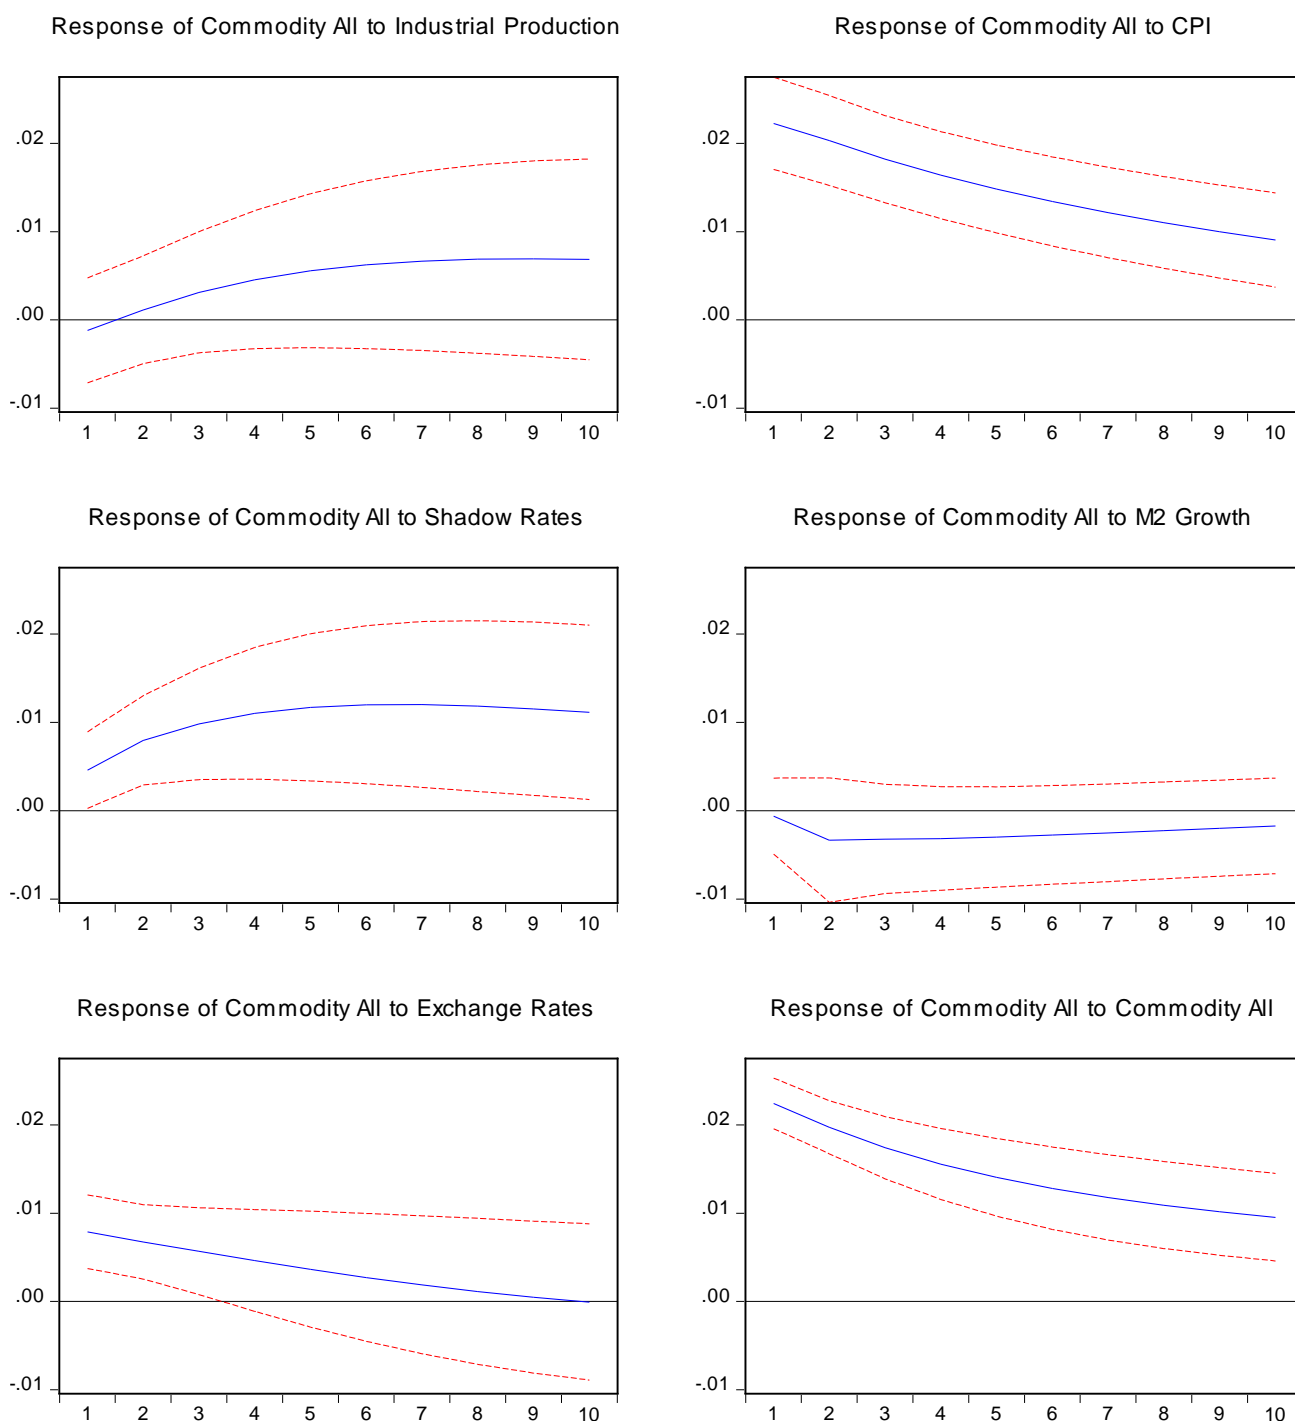 Response of Commodity All to Industrial Production
.02
.01
.00
-.01
1 2 3 4 5 6 7 8 9 10
Response of Commodity All to CPI
.02
.01
.00
-.01
1 2 3 4 5 6 7 8 9 10
Response of Commodity All to Shadow Rates
.02
.01
.00
-.01
1 2 3 4 5 6 7 8 9 10
Response of Commodity All to M2 Growth
.02
.01
.00
-.01
1 2 3 4 5 6 7 8 9 10
Response of Commodity All to Exchange Rates
.02
.01
.00
-.01
1 2 3 4 5 6 7 8 9 10
Response of Commodity All to Commodity All
.02
.01
.00
-.01
1 2 3 4 5 6 7 8 9 10